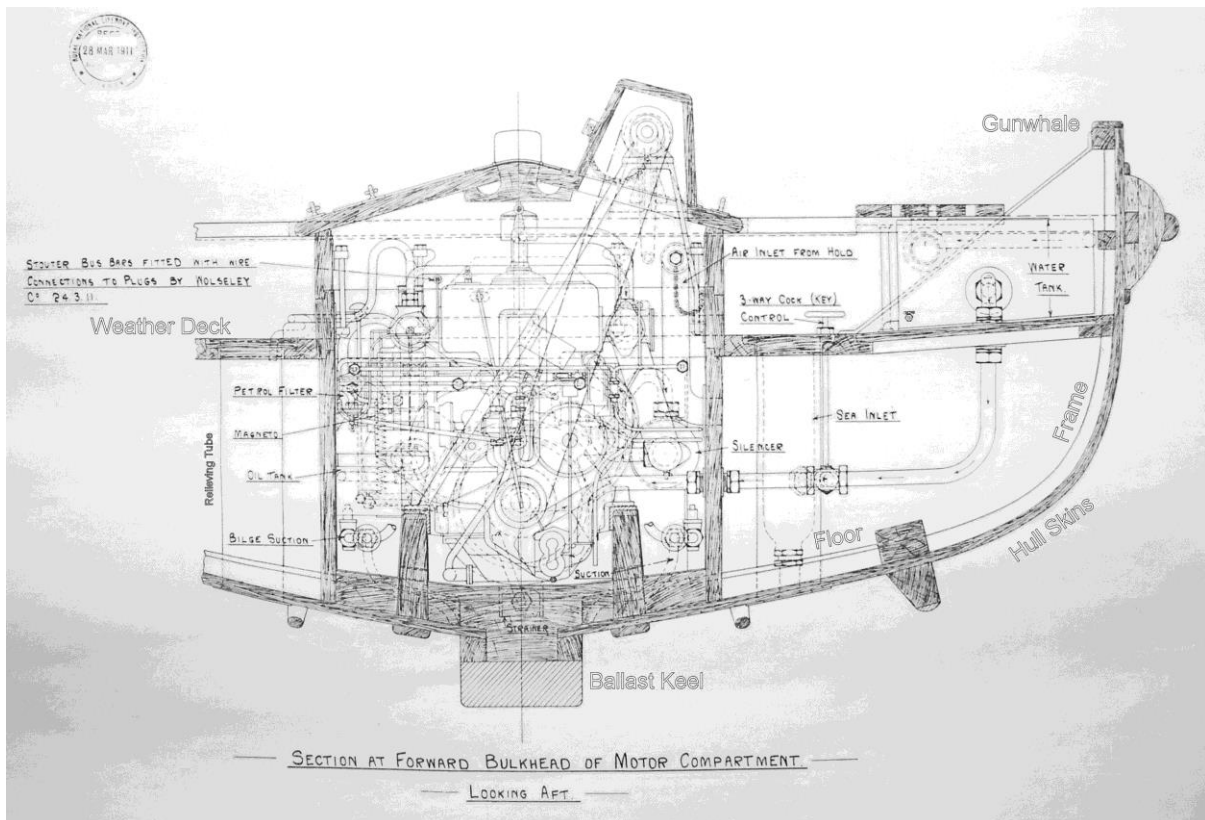 ROYAL NATIONAL LIFEBOAT
28 MAR 1911
Gunwhale
AIR INLET FROM HOLD
WATER
TANK.
STOUTER BUS BARS FITTED WITH WIRE
CONNECTIONS TO PLUGS BY WOLSELEY
Co 24.3.11.
3-WAY COCK (KEY)
CONTROL
Weather Deck
PETROL FILTER
MAGNETO
OIL TANK
BILGE SUCTION
Relieving Tube
SEA INLET
SILENCER
Frame
Floor
Hull Skins
SUCTION
STRAINER
Ballast Keel
SECTION AT FORWARD BULKHEAD OF MOTOR COMPARTMENT.
LOOKING AFT.